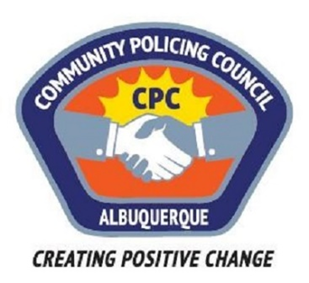 COMMUNITY POLICING COUNCIL
CPC
ALBUQUERQUE
CREATING POSITIVE CHANGE